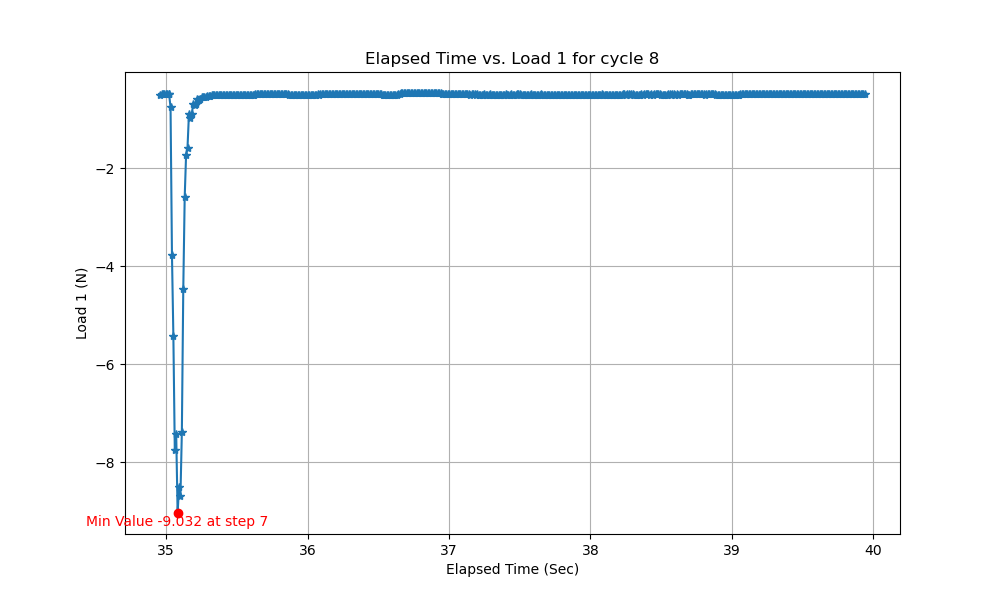 Elapsed Time vs. Load 1 for cycle 8
Load 1 (N)
−2
−4
−6
−8
Min Value -9.032 at step 7
35
36
37
38
39
40
Elapsed Time (Sec)